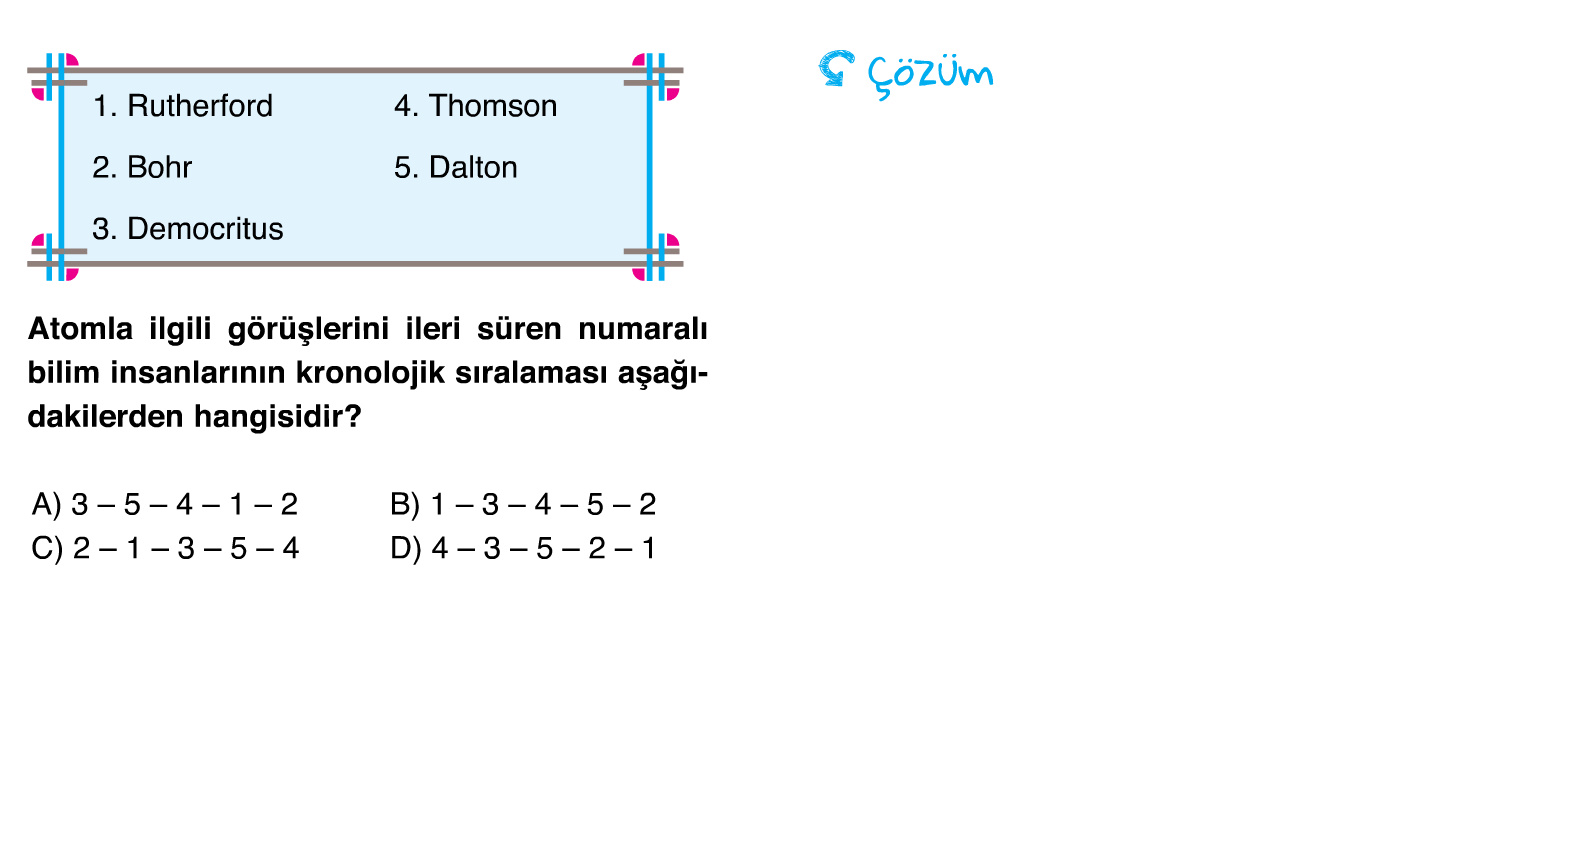 1. Rutherford
2. Bohr
3. Democritus
4. Thomson
5. Dalton
Çözüm
Atomla ilgili görüşlerini ileri süren numaralı
bilim insanlarının kronolojik sıralaması aşağı-
dakilerden hangisidir?
A) 3 – 5 – 4 – 1 – 2
B) 1 – 3 – 4 – 5 – 2
C) 2 – 1 – 3 – 5 – 4
D) 4 – 3 – 5 – 2 – 1